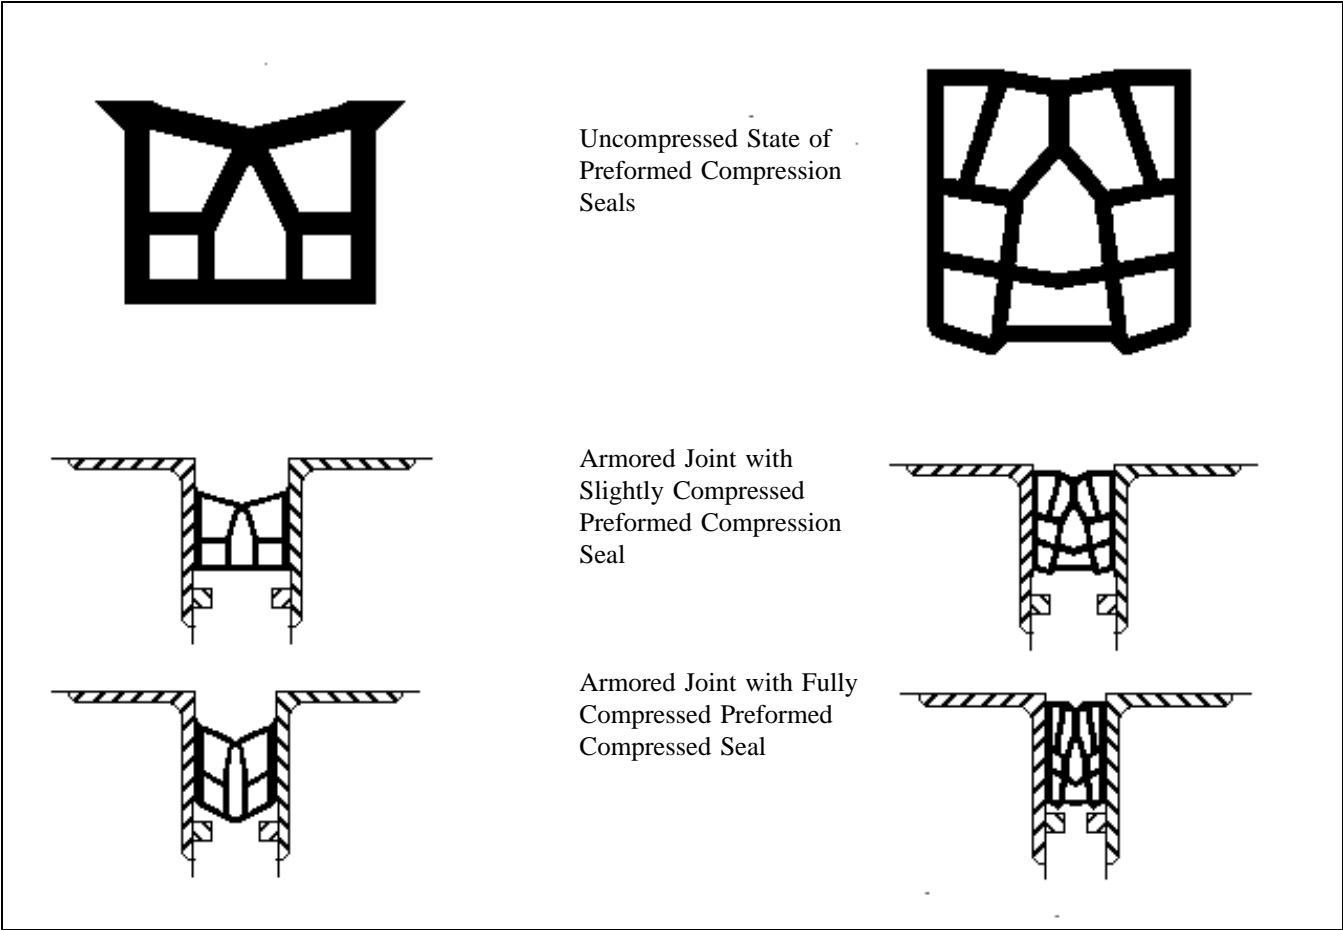 Uncompressed State of
Preformed Compression
Seals
Armored Joint with
Slightly Compressed
Preformed Compression
Seal
Armored Joint with Fully
Compressed Preformed
Compressed Seal